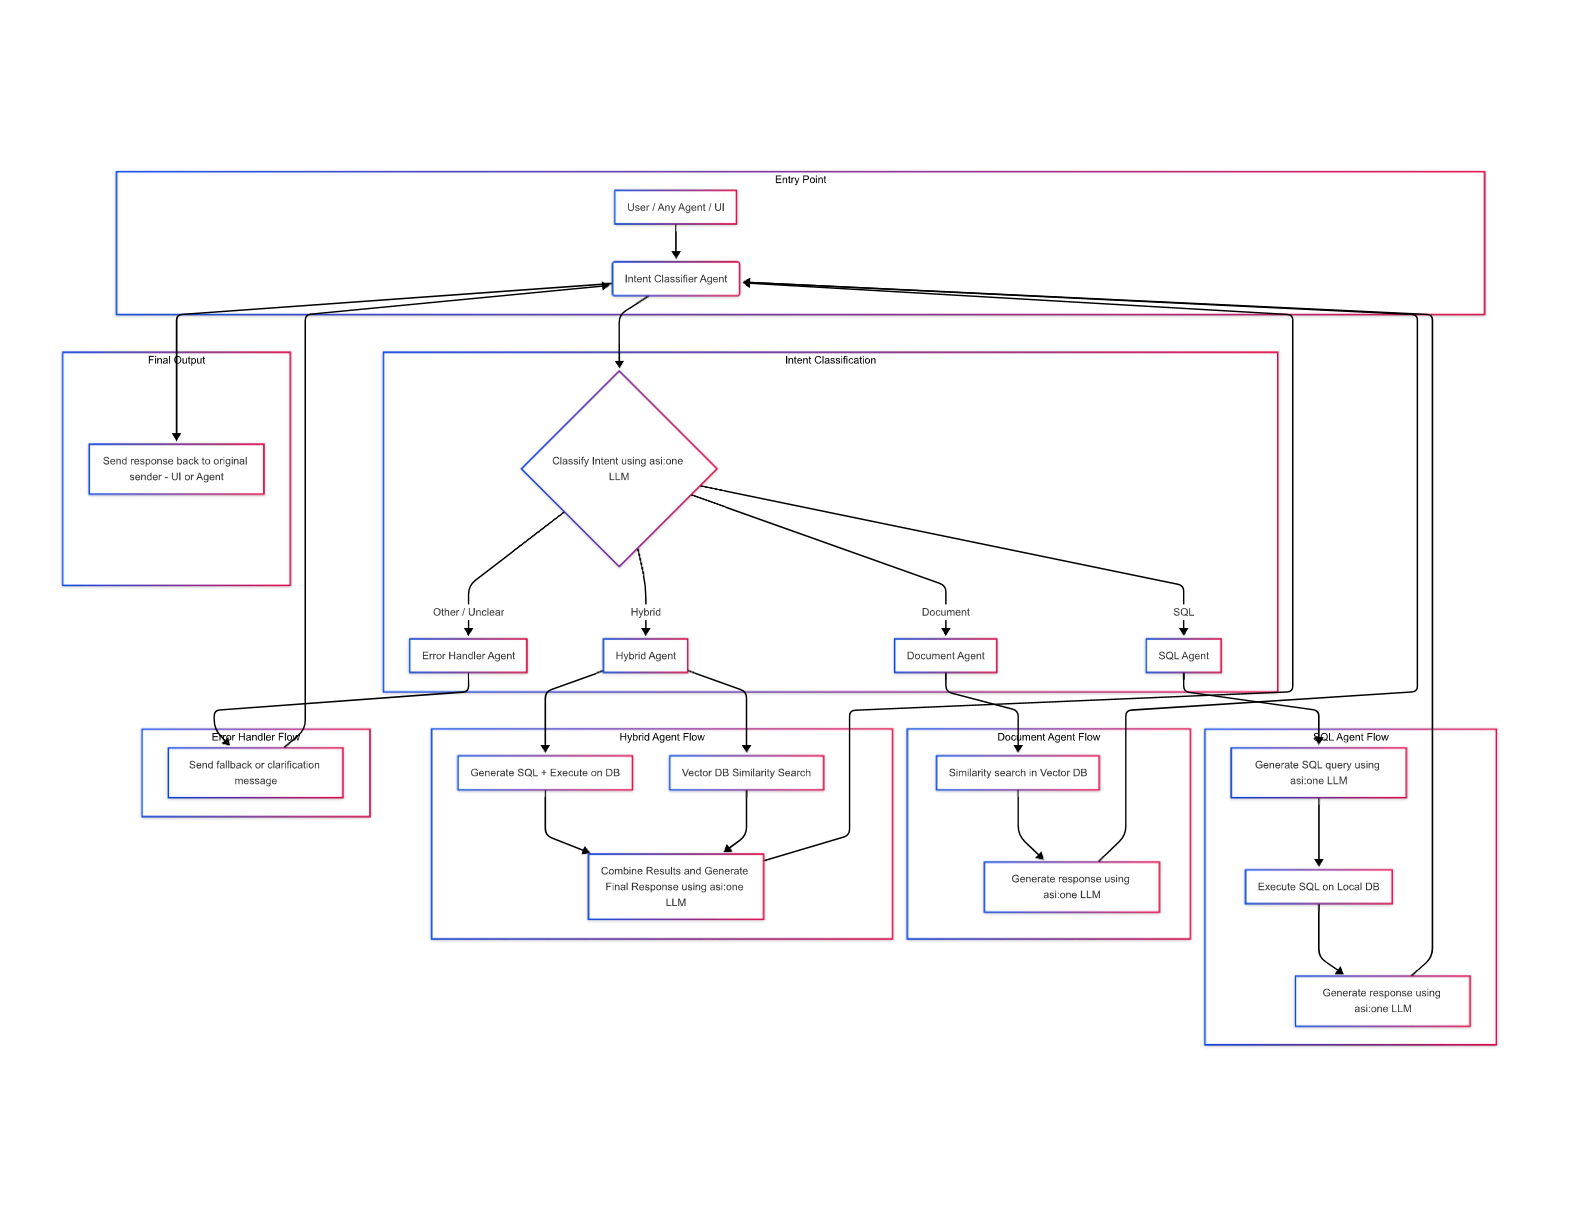 Entry Point
User / Any Agent / UI
Intent Classifier Agent
Final Output
Send response back to original
sender - UI or Agent
Intent Classification
Classify Intent using asi:one
LLM
Other / Unclear
Hybrid
Document
SQL
Error Handler Agent
Hybrid Agent
Document Agent
SQL Agent
Error Handler Flow
Send fallback or clarification
message
Hybrid Agent Flow
Generate SQL + Execute on DB
Vector DB Similarity Search
Combine Results and Generate
Final Response using asi:one
LLM
Document Agent Flow
Similarity search in Vector DB
Generate response using
asi:one LLM
SQL Agent Flow
Generate SQL query using
asi:one LLM
Execute SQL on Local DB
Generate response using
asi:one LLM